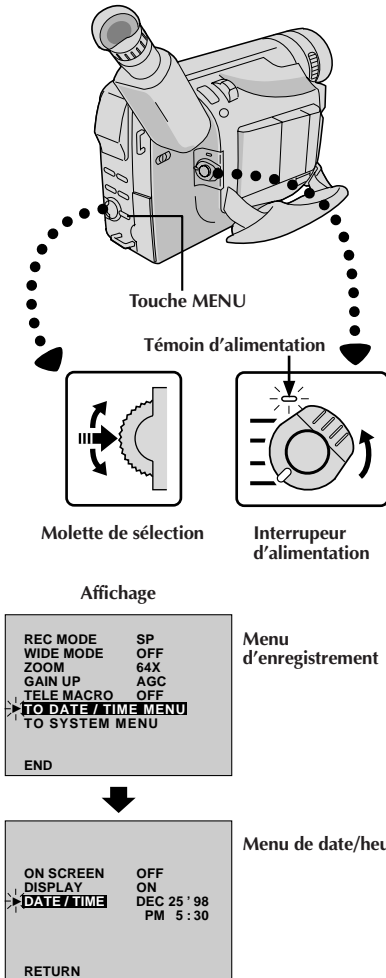 Touche MENU
Témoin d'alimentation
Molette de sélection
Interrupeur
d'alimentation
Affichage
REC MODE SP
WIDE MODE OFF
ZOOM 64X
GAIN UP AGC
TELE MACRO OFF
TO DATE / TIME MENU
TO SYSTEM MENU
END
Menu
d'enregistrement
ON SCREEN OFF
DISPLAY ON
DATE / TIME DEC 25 ' 98
PM 5 : 30
RETURN
Menu de date/heu